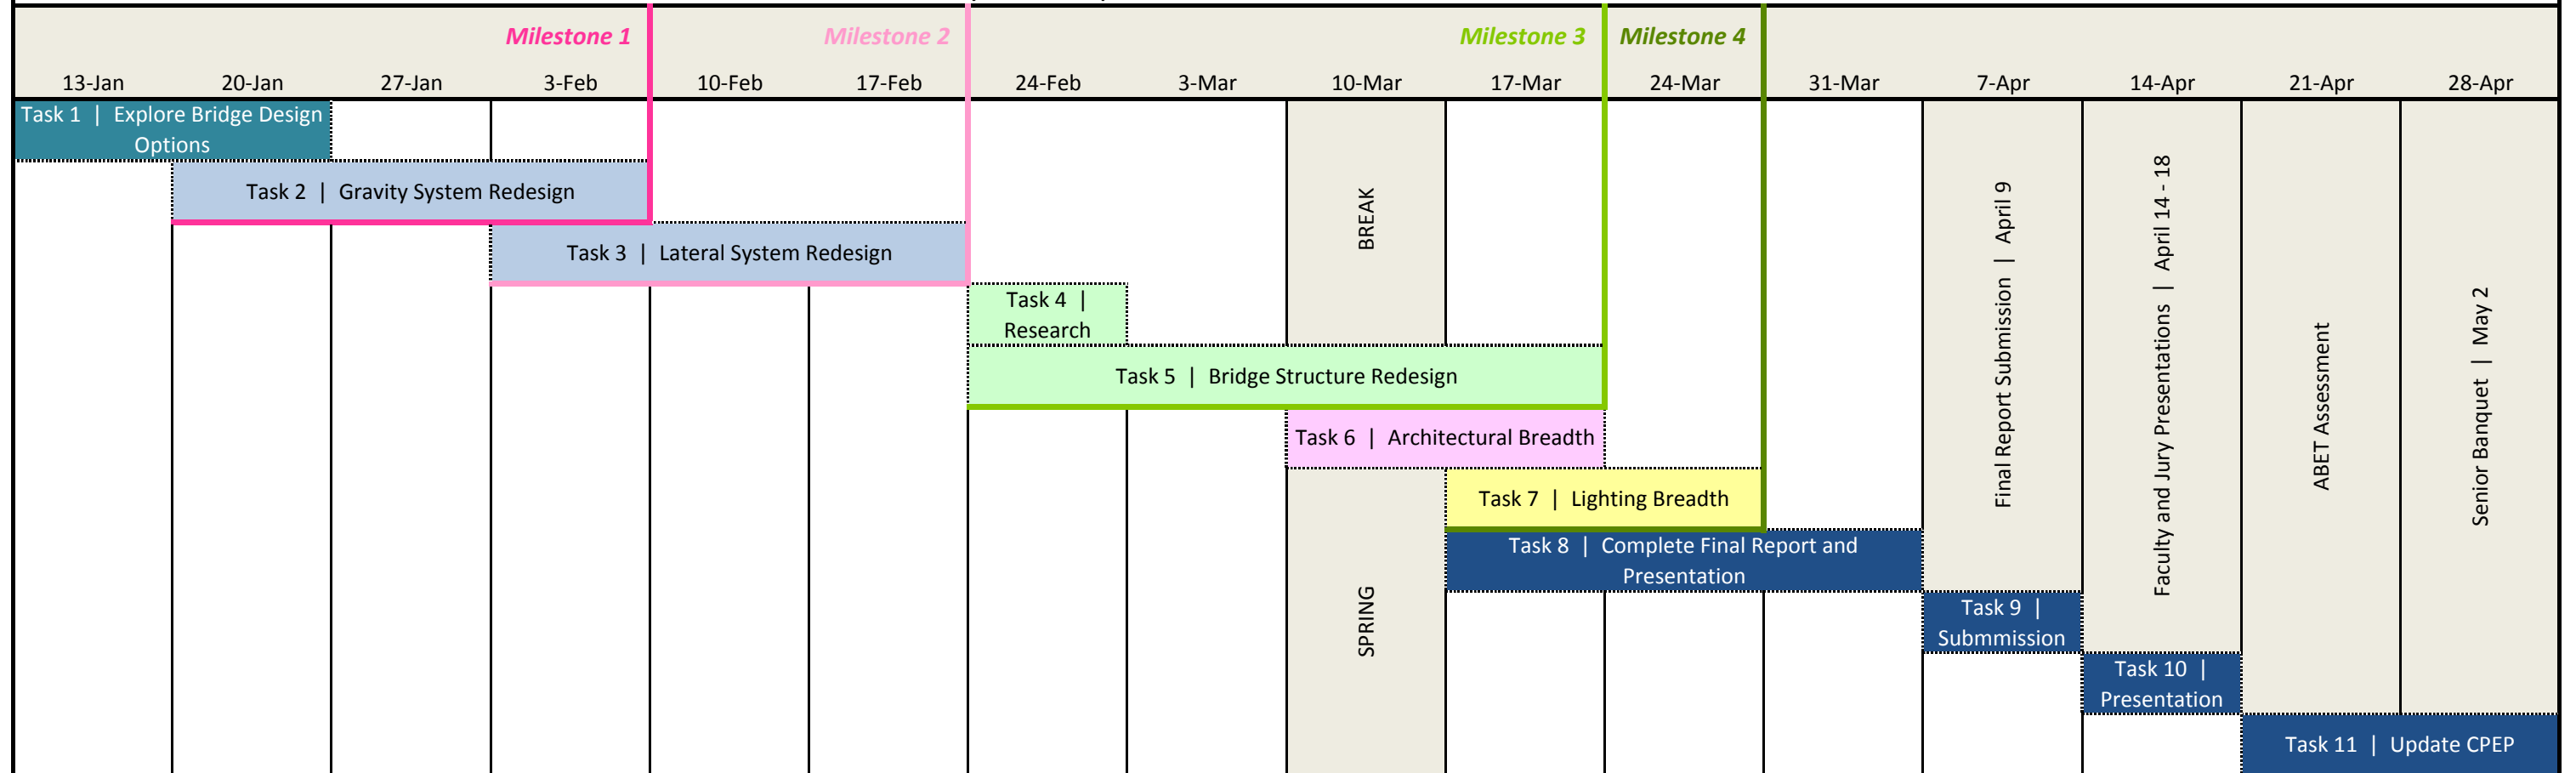 Milestone 1
Milestone 2
Milestone 3
Milestone 4
13-Jan
20-Jan
27-Jan
3-Feb
10-Feb
17-Feb
24-Feb
3-Mar
10-Mar
17-Mar
24-Mar
31-Mar
7-Apr
14-Apr
21-Apr
28-Apr
Task 1 | Explore Bridge Design
Options
Task 2 | Gravity System Redesign
Task 3 | Lateral System Redesign
Task 4 |
Research
Task 5 | Bridge Structure Redesign
Task 6 | Architectural Breadth
Task 7 | Lighting Breadth
Task 8 | Complete Final Report and
Presentation
Task 9 |
Submmission
Task 10 |
Presentation
Task 11 | Update CPEP
SPRING
BREAK
Final Report Submission | April 9
Faculty and Jury Presentations | April 14 - 18
ABET Assessment
Senior Banquet | May 2